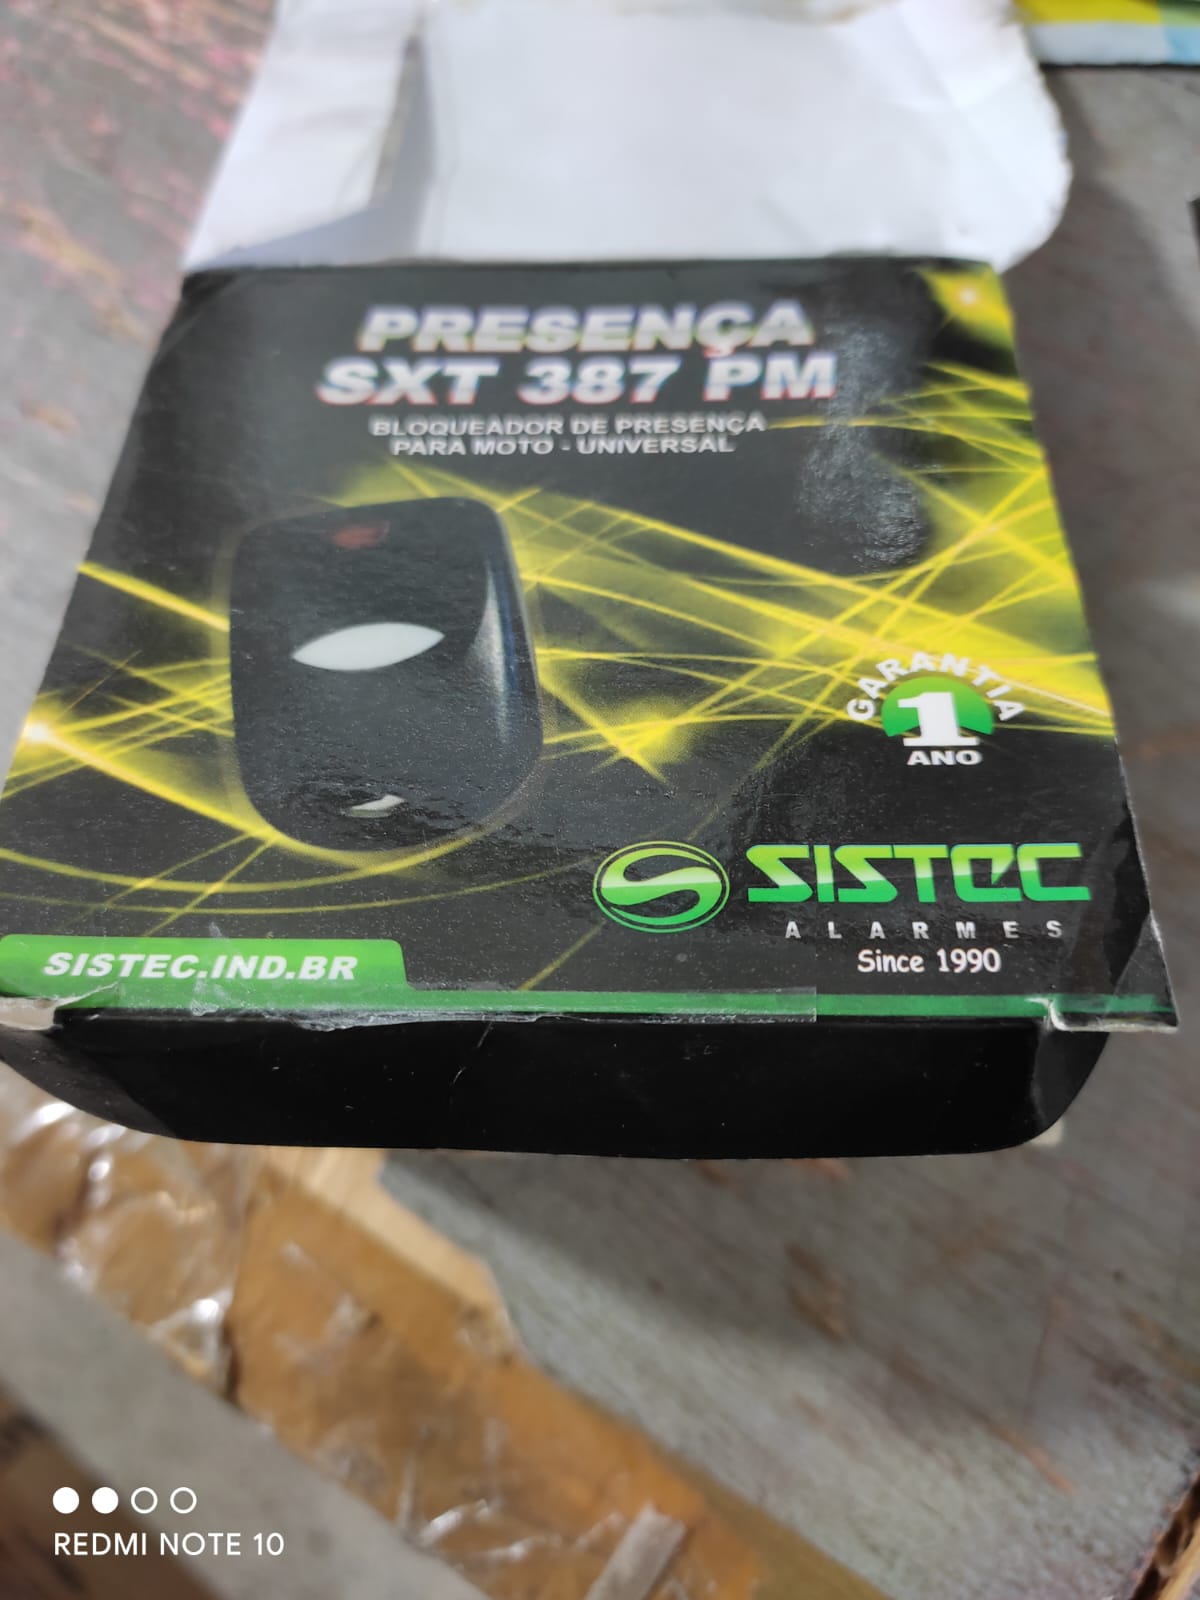 PRESENÇA
SXT 387 PM
BLOQUEADOR DE PRESENÇA
PARA MOTO - UNIVERSAL
GARANTIA
1
ANO
SISTEC
ALARMES
Since 1990
SISTEC.IND.BR
REDMI NOTE 10